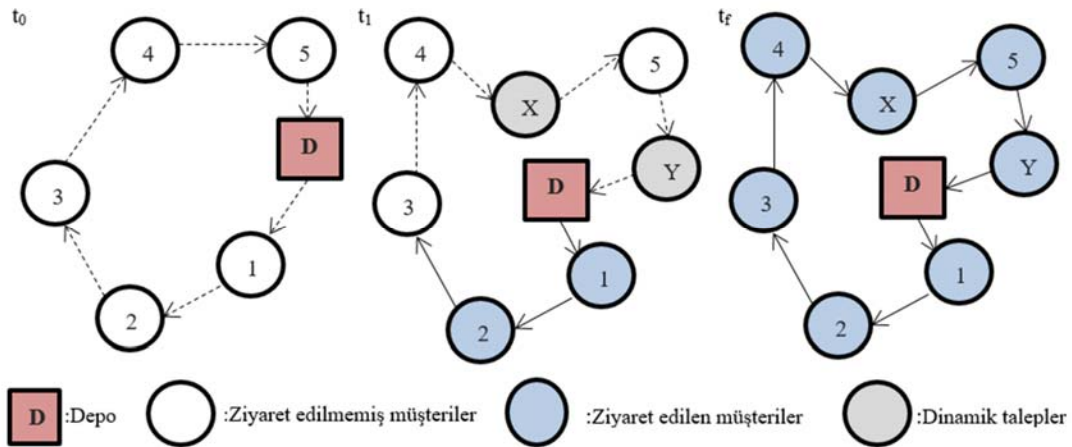 t0
t1
tf
4
5
D
3
1
2
4
5
X
Y
D
3
1
2
4
5
X
Y
D
3
1
2
D :Depo
:Ziyaret edilmemiş müşteriler
:Ziyaret edilen müşteriler
:Dinamik talepler